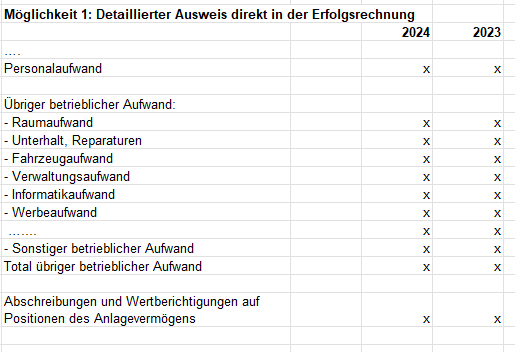 Möglichkeit 1: Detaillierter Ausweis direkt in der Erfolgsrechnung
2024 2023
....
Personalaufwand x x
Übriger betrieblicher Aufwand:
- Raumaufwand x x
- Unterhalt, Reparaturen x x
- Fahrzeugaufwand x x
- Verwaltungsaufwand x x
- Informatikaufwand x x
- Werbeaufwand x x
....... x x
- Sonstiger betrieblicher Aufwand x x
Total übriger betrieblicher Aufwand x x
Abschreibungen und Wertberichtigungen auf
Positionen des Anlagevermögens x x